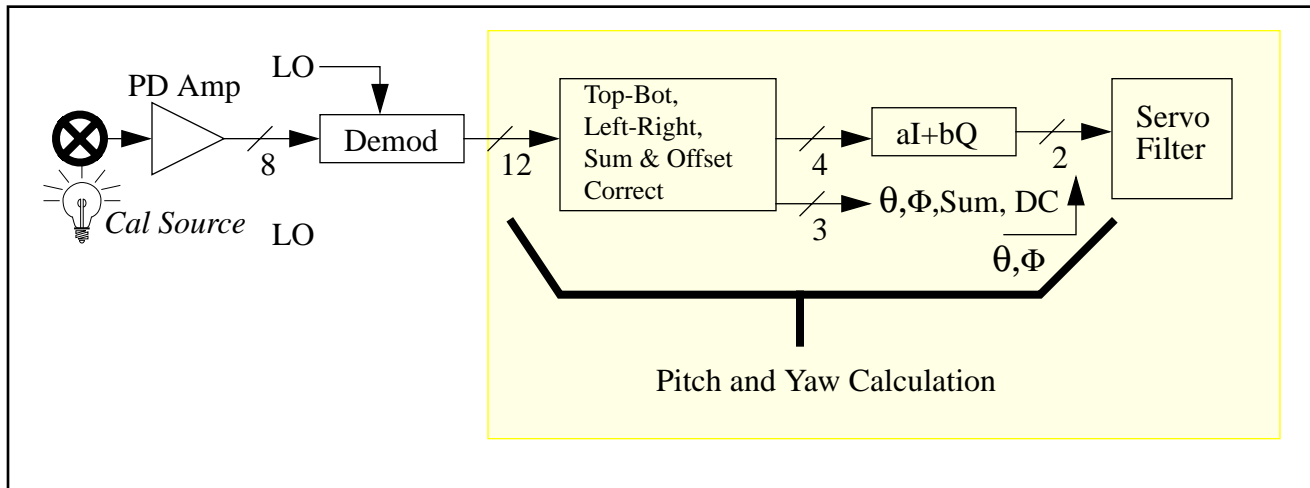 LO
PD Amp
Demod
8
12
Cal Source
LO
Top-Bot,
Left-Right,
Sum & Offset
Correct
4
3
aI+bQ
2
θ,Φ,Sum, DC
θ,Φ
Servo
Filter
Pitch and Yaw Calculation